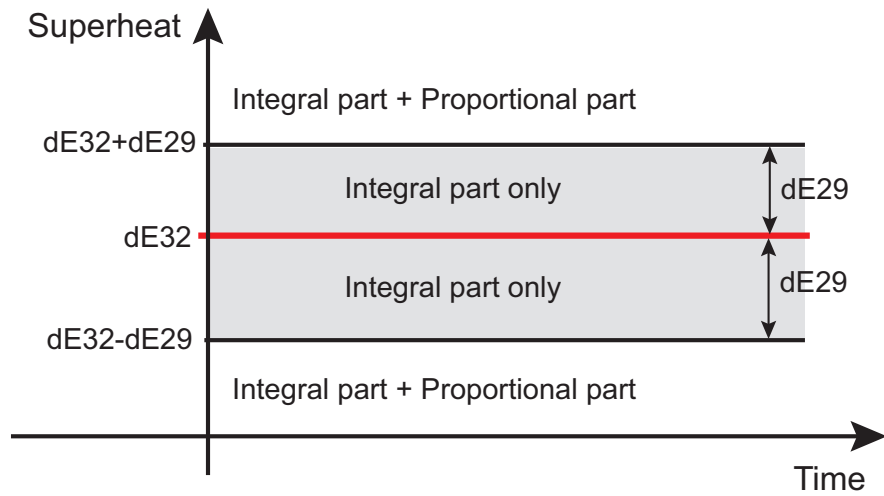 Superheat
Integral part + Proportional part
dE32+dE29
Integral part only
dE29
dE32
Integral part only
dE29
dE32-dE29
Integral part + Proportional part
Time